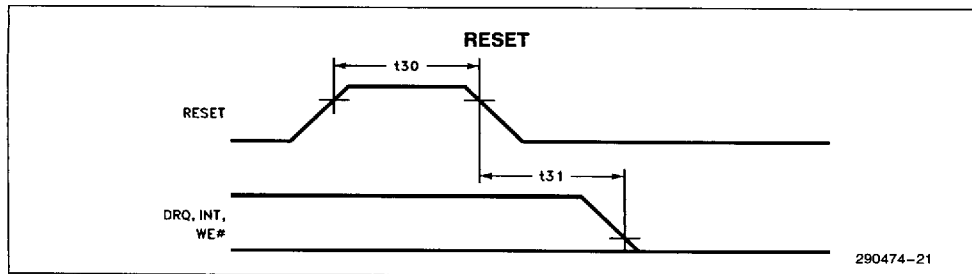 RESET
t30
RESET
t31
DRQ, INT,
WE#
290474-21